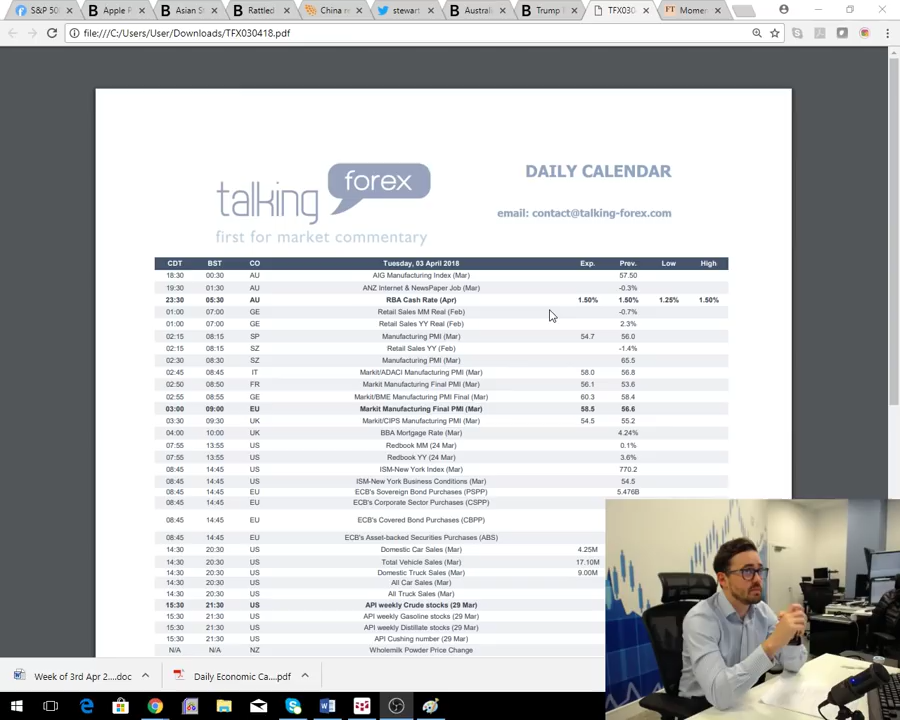 S&P 50
Apple P
Asian S
Rattled
China n
stewart
Australi
Trump
TFX030
FT Momen
file:///C:/Users/User/Downloads/TFX030418.pdf
talking forex
first for market commentary
DAILY CALENDAR
email: contact@talking-forex.com
CDT BST CO Tuesday, 03 April 2018 Exp. Prev. Low High
18:30 00:30 AU AIG Manufacturing Index (Mar) 57.50
19:30 01:30 AU ANZ Internet & NewsPaper Job (Mar) -0.3%
23:30 05:30 AU RBA Cash Rate (Apr) 1.50% 1.50% 1.25% 1.50%
01:00 07:00 GE Retail Sales MM Real (Feb) -0.7%
01:00 07:00 GE Retail Sales YY Real (Feb) 2.3%
02:15 08:15 SP Manufacturing PMI (Mar) 54.7 56.0
02:15 08:15 SZ Retail Sales YY (Feb) -1.4%
02:30 08:30 SZ Manufacturing PMI (Mar) 65.5
02:45 08:45 IT Markit/ADACI Manufacturing PMI (Mar) 58.0 56.8
02:50 08:50 FR Markit Manufacturing Final PMI (Mar) 56.1 53.6
02:55 08:55 GE Markit/BME Manufacturing PMI Final (Mar) 60.3 58.4
03:00 09:00 EU Markit Manufacturing Final PMI (Mar) 58.5 56.6
03:30 09:30 UK Markit/CIPS Manufacturing PMI (Mar) 54.5 55.2
04:00 10:00 UK BBA Mortgage Rate (Mar) 4.24%
07:55 13:55 US Redbook MM (24 Mar) 0.1%
07:55 13:55 US Redbook YY (24 Mar) 3.6%
08:45 14:45 US ISM-New York Index (Mar) 770.2
08:45 14:45 US ISM-New York Business Conditions (Mar) 54.5
08:45 14:45 EU ECB's Sovereign Bond Purchases (PSPP) 5.476B
08:45 14:45 EU ECB's Corporate Sector Purchases (CSPP)
08:45 14:45 EU ECB's Covered Bond Purchases (CBPP)
08:45 14:45 EU ECB's Asset-backed Securities Purchases (ABS)
14:30 20:30 US Domestic Car Sales (Mar) 4.25M
14:30 20:30 US Total Vehicle Sales (Mar) 17.10M
14:30 20:30 US Domestic Truck Sales (Mar) 9.00M
14:30 20:30 US All Car Sales (Mar)
14:30 20:30 US All Truck Sales (Mar)
15:30 21:30 US API weekly Crude stocks (29 Mar)
15:30 21:30 US API weekly Gasoline stocks (29 Mar)
15:30 21:30 US API weekly Distillate stocks (29 Mar)
15:30 21:30 US API Cushing number (29 Mar)
N/A N/A NZ Wholemilk Powder Price Change
Week of 3rd Apr 2....doc
Daily Economic Ca....pdf